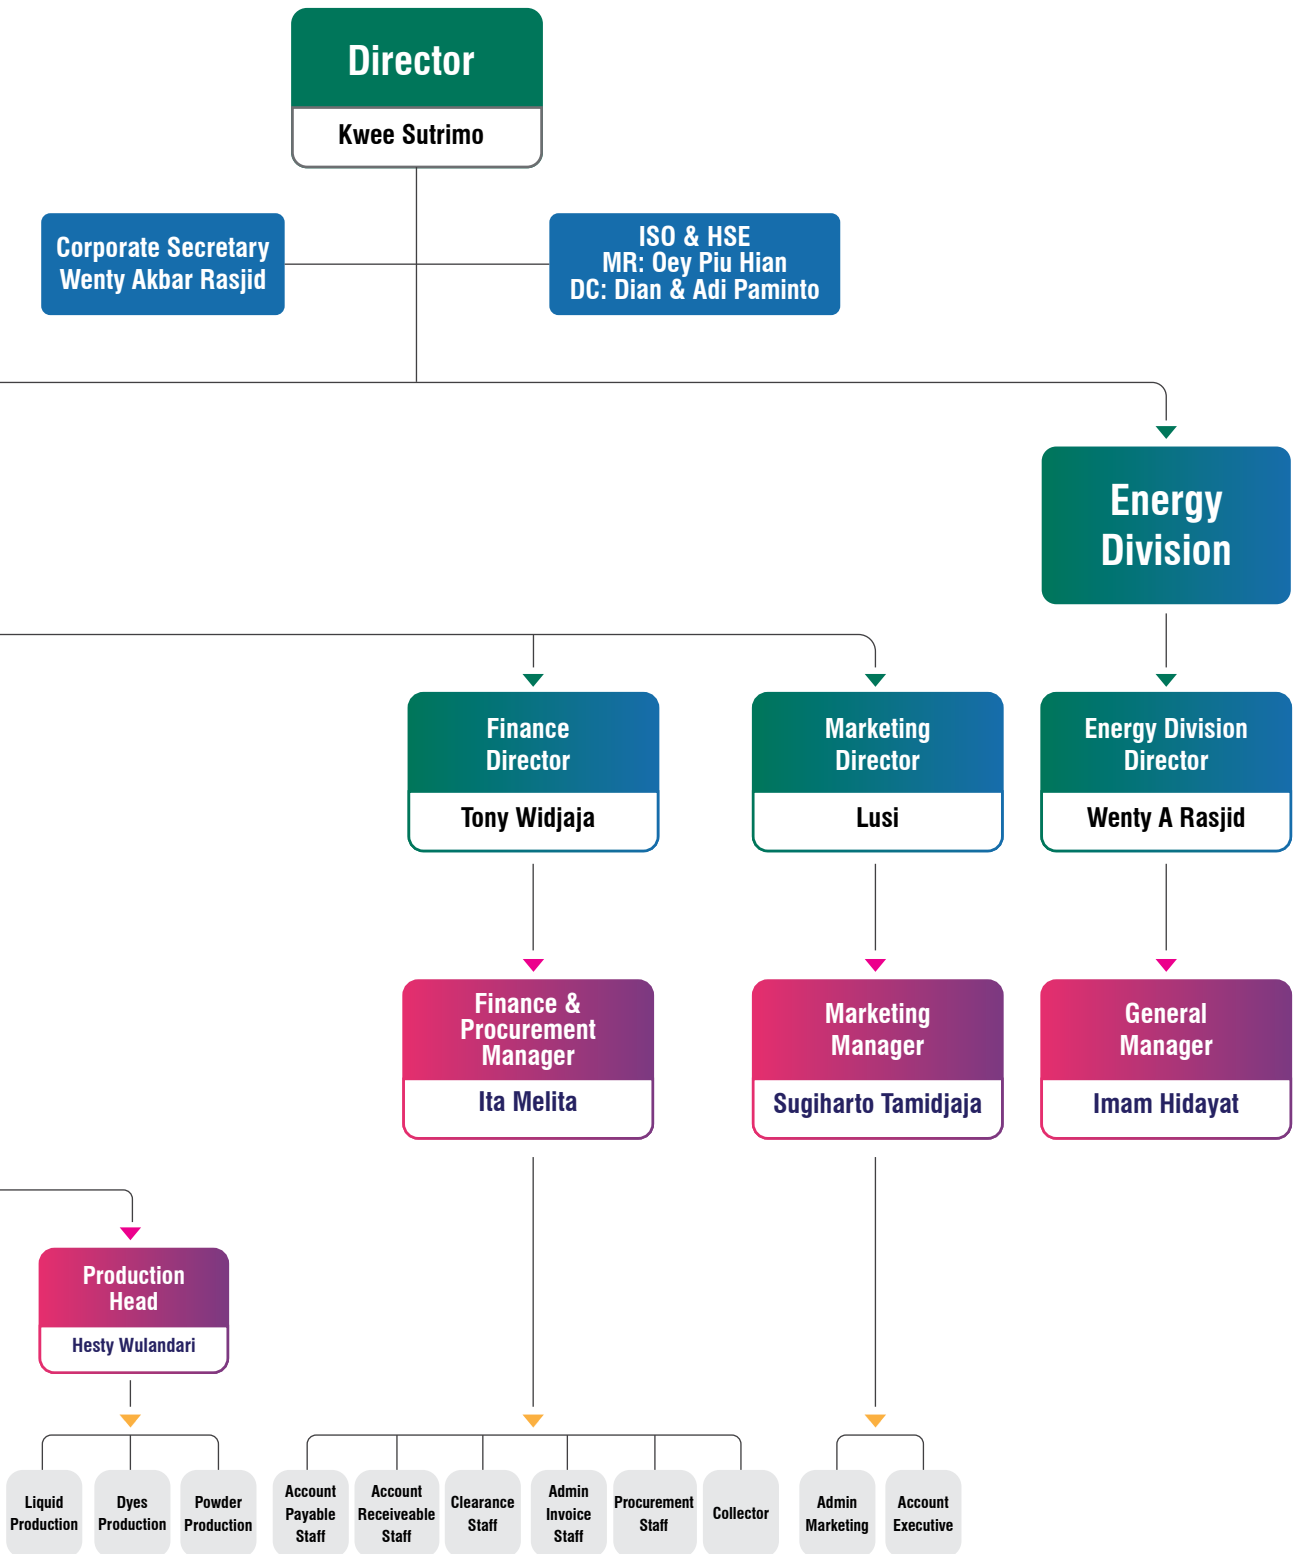 Director
Kwee Sutrimo
Corporate Secretary
Wenty Akbar Rasjid
ISO & HSE
MR: Oey Piu Hian
DC: Dian & Adi Paminto
Energy
Division
Finance
Director
Tony Widjaja
Marketing
Director
Lusi
Energy Division
Director
Wenty A Rasjid
Finance &
Procurement
Manager
Ita Melita
Marketing
Manager
Sugiharto Tamidjaja
General
Manager
Imam Hidayat
Production
Head
Hesty Wulandari
Liquid
Production
Dyes
Production
Powder
Production
Account
Payable
Staff
Account
Receiveable
Staff
Clearance
Staff
Admin
Invoice
Staff
Procurement
Staff
Collector
Admin
Marketing
Account
Executive